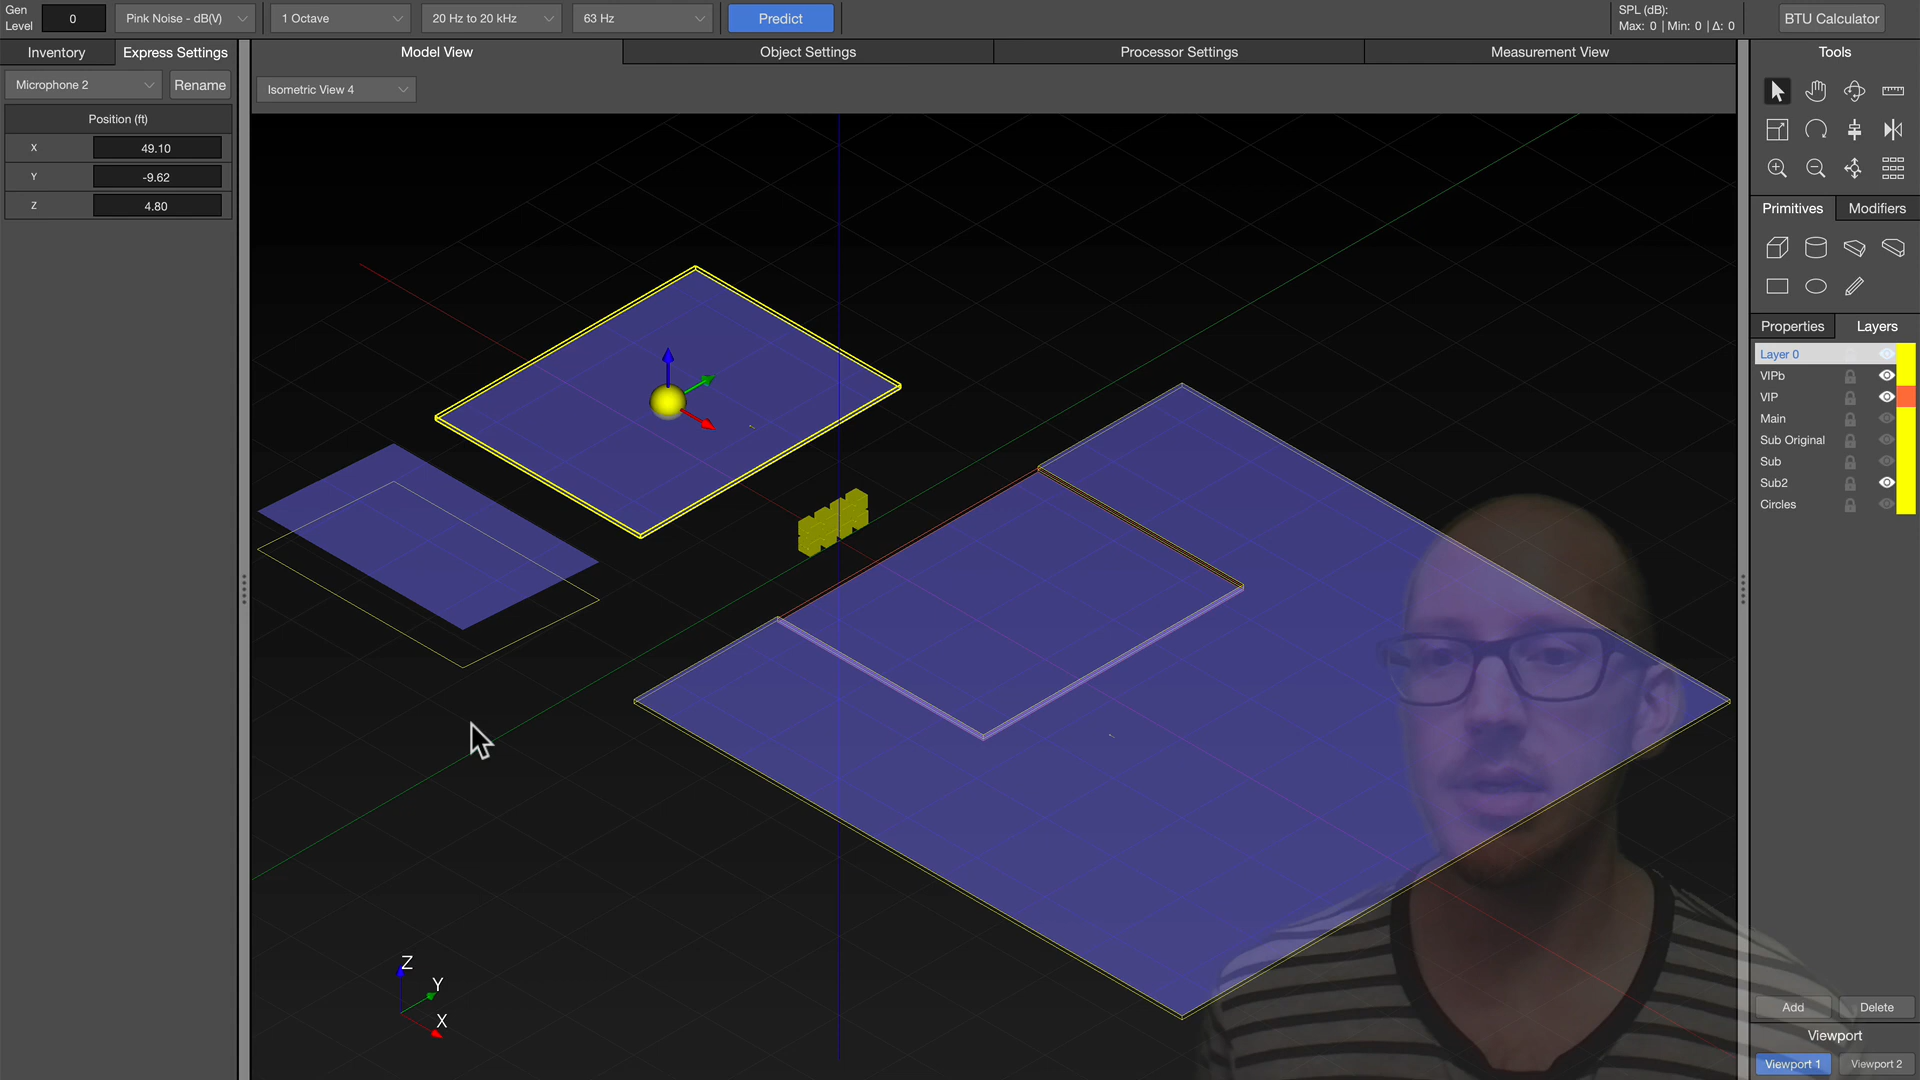 Gen
Level
0
Pink Noise - dB(V)
1 Octave
20 Hz to 20 kHz
63 Hz
Predict
SPL (dB):
Max: 0 | Min: 0 | Δ: 0
BTU Calculator
Inventory
Express Settings
Model View
Object Settings
Processor Settings
Measurement View
Tools
Microphone 2
Rename
Isometric View 4
Position (ft)
X 49.10
Y -9.62
Z 4.80
Primitives
Modifiers
Properties
Layers
Layer 0
VIPb
VIP
Main
Sub Original
Sub
Sub2
Circles
Z
Y
X
Add
Delete
Viewport
Viewport 1
Viewport 2